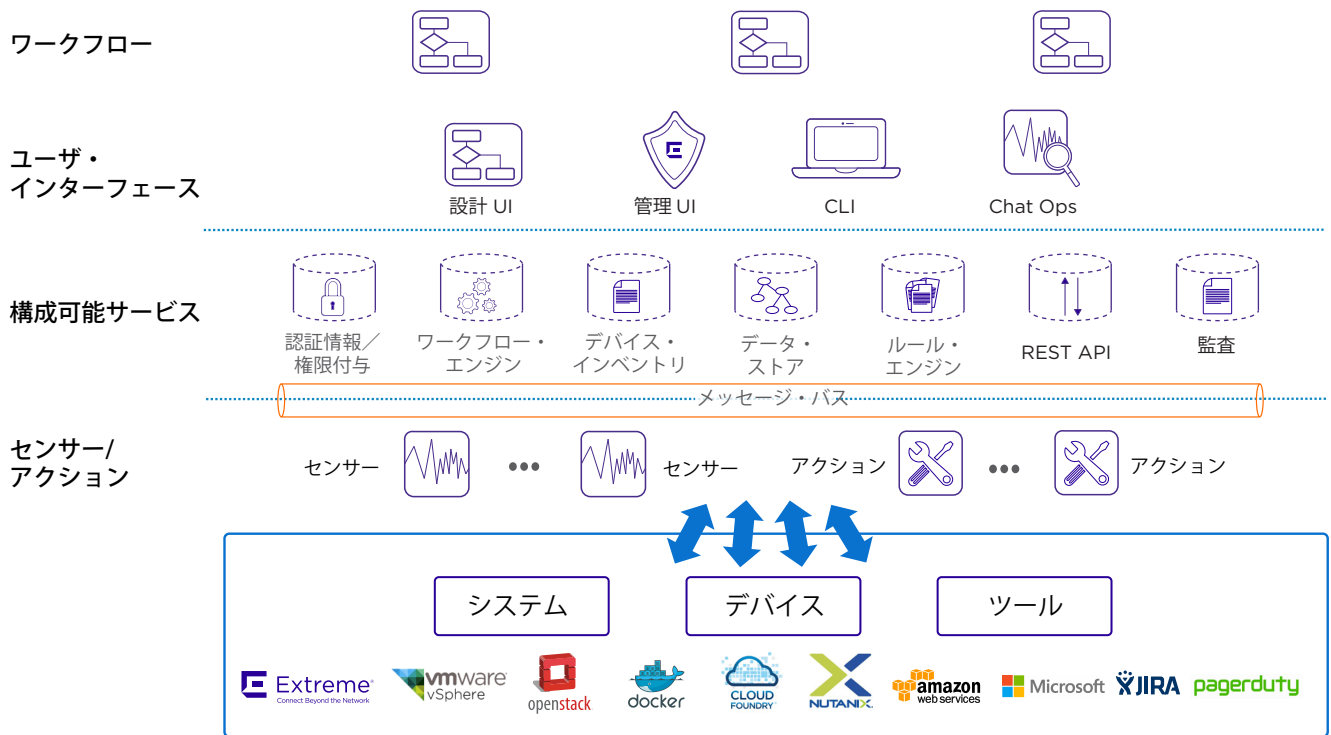 ワークフロー
ユーザ・
インターフェース
設計 UI
管理 UI
CLI
Chat Ops
構成可能サービス
認証情報／
権限付与
ワークフロー・
エンジン
デバイス・
インベントリ
データ・
ストア
ルール・
エンジン
REST API
監査
メッセージ・バス
センサー/
アクション
センサー
センサー
アクション
アクション
システム
デバイス
ツール
Extreme
Connect Beyond the Network
vmware
vSphere
openstack
docker
CLOUD
FOUNDRY
NUTANIX
amazon
web services
Microsoft
JIRA
pagerduty